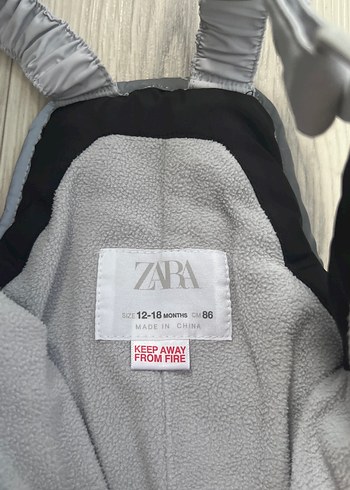 ZARA
SIZE 12-18 MONTHS CM 86
MADE IN CHINA
KEEP AWAY
FROM FIRE